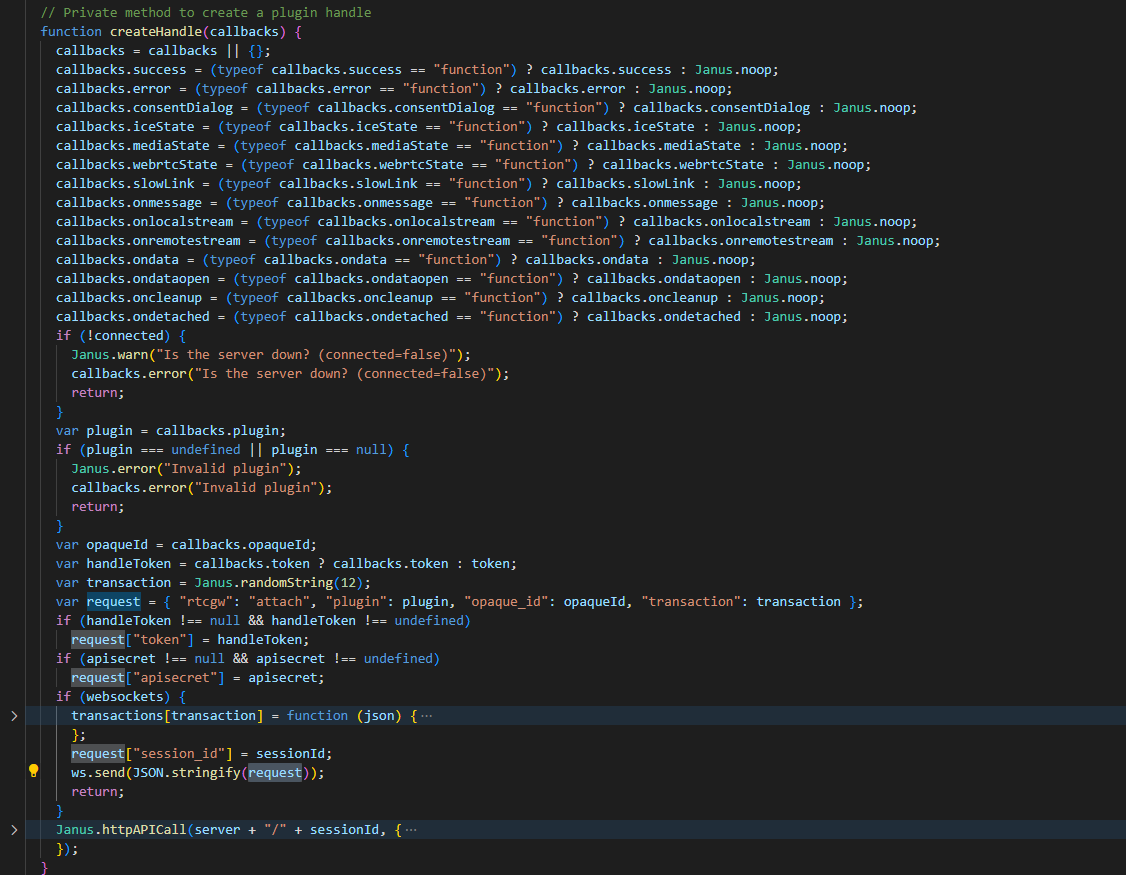 // Private method to create a plugin handle
function createHandle(callbacks) {
callbacks = callbacks || {};
callbacks.success = (typeof callbacks.success == "function") ? callbacks.success : Janus.noop;
callbacks.error = (typeof callbacks.error == "function") ? callbacks.error : Janus.noop;
callbacks.consentDialog = (typeof callbacks.consentDialog == "function") ? callbacks.consentDialog : Janus.noop;
callbacks.iceState = (typeof callbacks.iceState == "function") ? callbacks.iceState : Janus.noop;
callbacks.mediaState = (typeof callbacks.mediaState == "function") ? callbacks.mediaState : Janus.noop;
callbacks.webrtcState = (typeof callbacks.webrtcState == "function") ? callbacks.webrtcState : Janus.noop;
callbacks.slowLink = (typeof callbacks.slowLink == "function") ? callbacks.slowLink : Janus.noop;
callbacks.onmessage = (typeof callbacks.onmessage == "function") ? callbacks.onmessage : Janus.noop;
callbacks.onlocalstream = (typeof callbacks.onlocalstream == "function") ? callbacks.onlocalstream : Janus.noop;
callbacks.onremotestream = (typeof callbacks.onremotestream == "function") ? callbacks.onremotestream : Janus.noop;
callbacks.ondata = (typeof callbacks.ondata == "function") ? callbacks.ondata : Janus.noop;
callbacks.ondataopen = (typeof callbacks.ondataopen == "function") ? callbacks.ondataopen : Janus.noop;
callbacks.oncleanup = (typeof callbacks.oncleanup == "function") ? callbacks.oncleanup : Janus.noop;
callbacks.ondetached = (typeof callbacks.ondetached == "function") ? callbacks.ondetached : Janus.noop;
if (!connected) {
Janus.warn("Is the server down? (connected=false)");
callbacks.error("Is the server down? (connected=false)");
return;
}
var plugin = callbacks.plugin;
if (plugin === undefined || plugin === null) {
Janus.error("Invalid plugin");
callbacks.error("Invalid plugin");
return;
}
var opaqueId = callbacks.opaqueId;
var handleToken = callbacks.token ? callbacks.token : token;
var transaction = Janus.randomString(12);
var request = { "rtcgw": "attach", "plugin": plugin, "opaque_id": opaqueId, "transaction": transaction };
if (handleToken !== null && handleToken !== undefined)
request["token"] = handleToken;
if (apisecret !== null && apisecret !== undefined)
request["apisecret"] = apisecret;
if (websockets) {
transactions[transaction] = function (json) { ···
};
request["session_id"] = sessionId;
ws.send(JSON.stringify(request));
return;
}
Janus.httpAPICall(server + "/" + sessionId, { ···
});
}